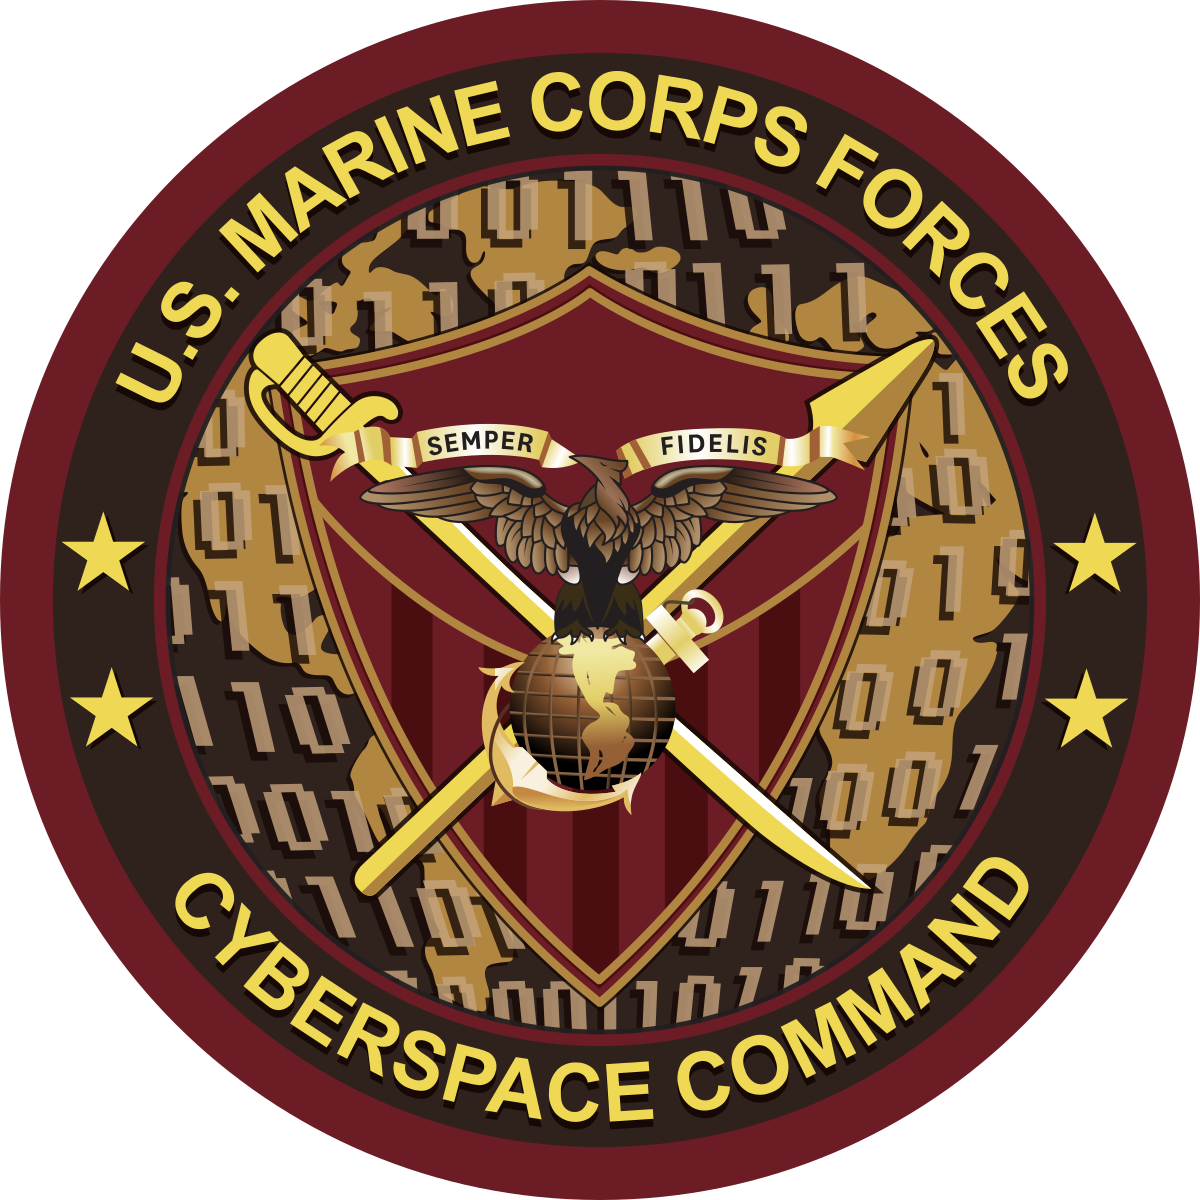 U.S. MARINE CORPS FORCES
SEMPER FIDELIS
CYBERSPACE COMMAND